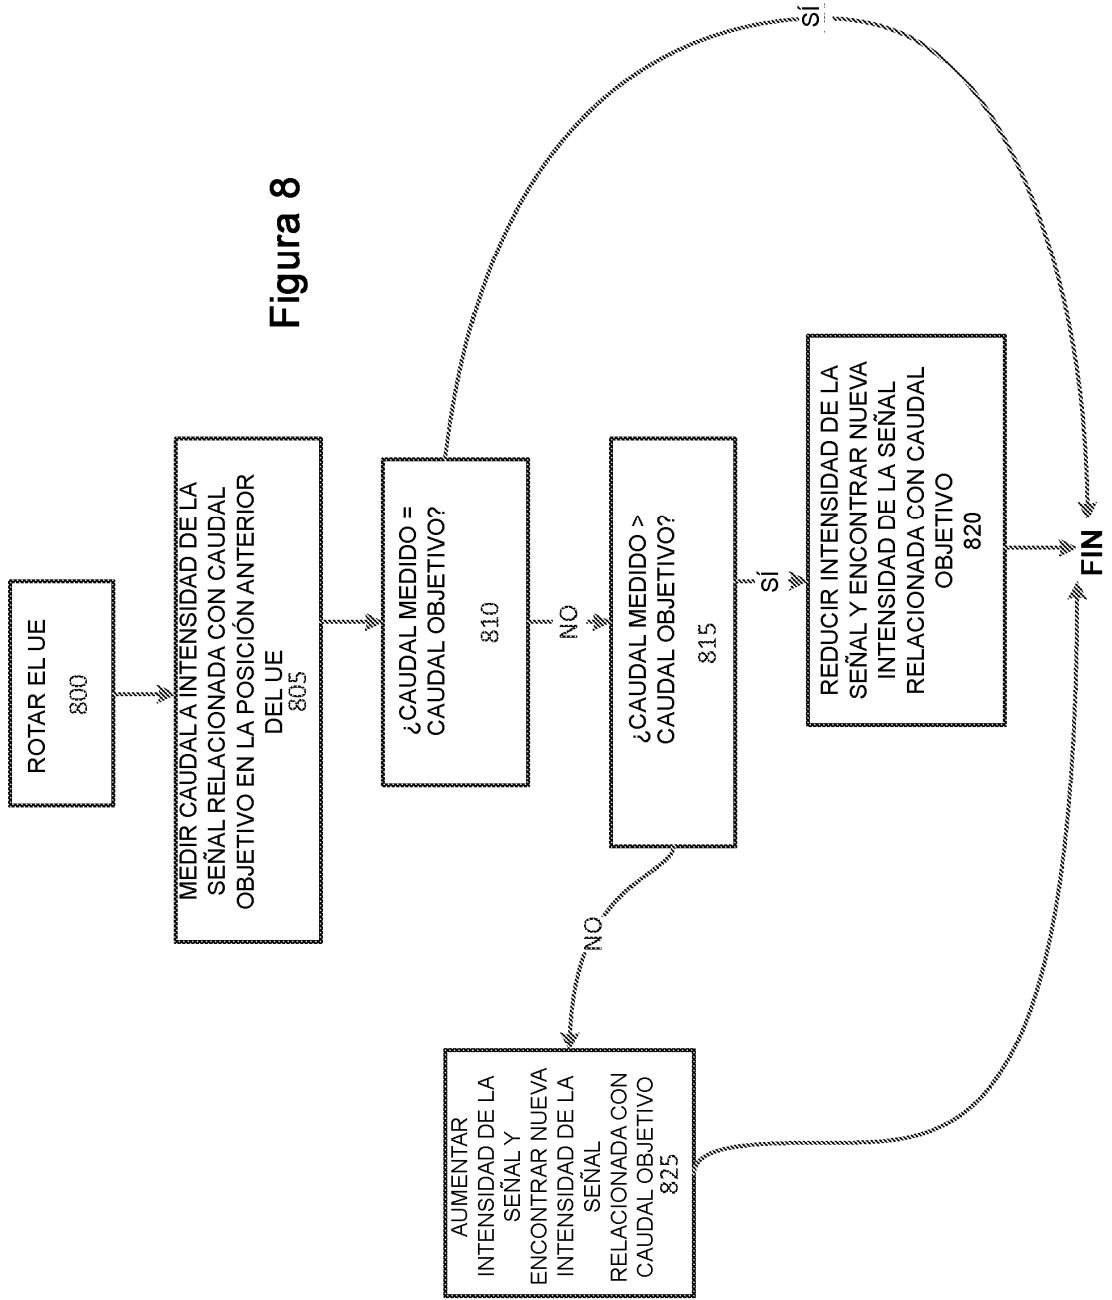 ROTAR EL UE
800
MEDIR CAUDAL A INTENSIDAD DE LA
SEÑAL RELACIONADA CON CAUDAL
OBJETIVO EN LA POSICIÓN ANTERIOR
DEL UE
805
¿CAUDAL MEDIDO =
CAUDAL OBJETIVO?
810
SÍ
NO
¿CAUDAL MEDIDO >
CAUDAL OBJETIVO?
815
NO
SÍ
AUMENTAR
INTENSIDAD DE LA
SEÑAL Y
ENCONTRAR NUEVA
INTENSIDAD DE LA
SEÑAL
RELACIONADA CON
CAUDAL OBJETIVO
825
REDUCIR INTENSIDAD DE LA
SEÑAL Y ENCONTRAR NUEVA
INTENSIDAD DE LA SEÑAL
RELACIONADA CON CAUDAL
OBJETIVO
820
FIN
Figura 8